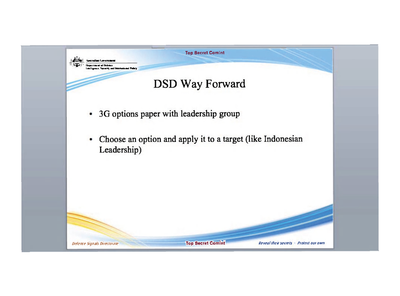 Top Secret Comint
Australian Government
Department of Defence
Intelligence, Security and International Policy
DSD Way Forward
• 3G options paper with leadership group
• Choose an option and apply it to a target (like Indonesian
Leadership)
Defence Signals Directorate
Top Secret Comint
Reveal their secrets - Protect our own